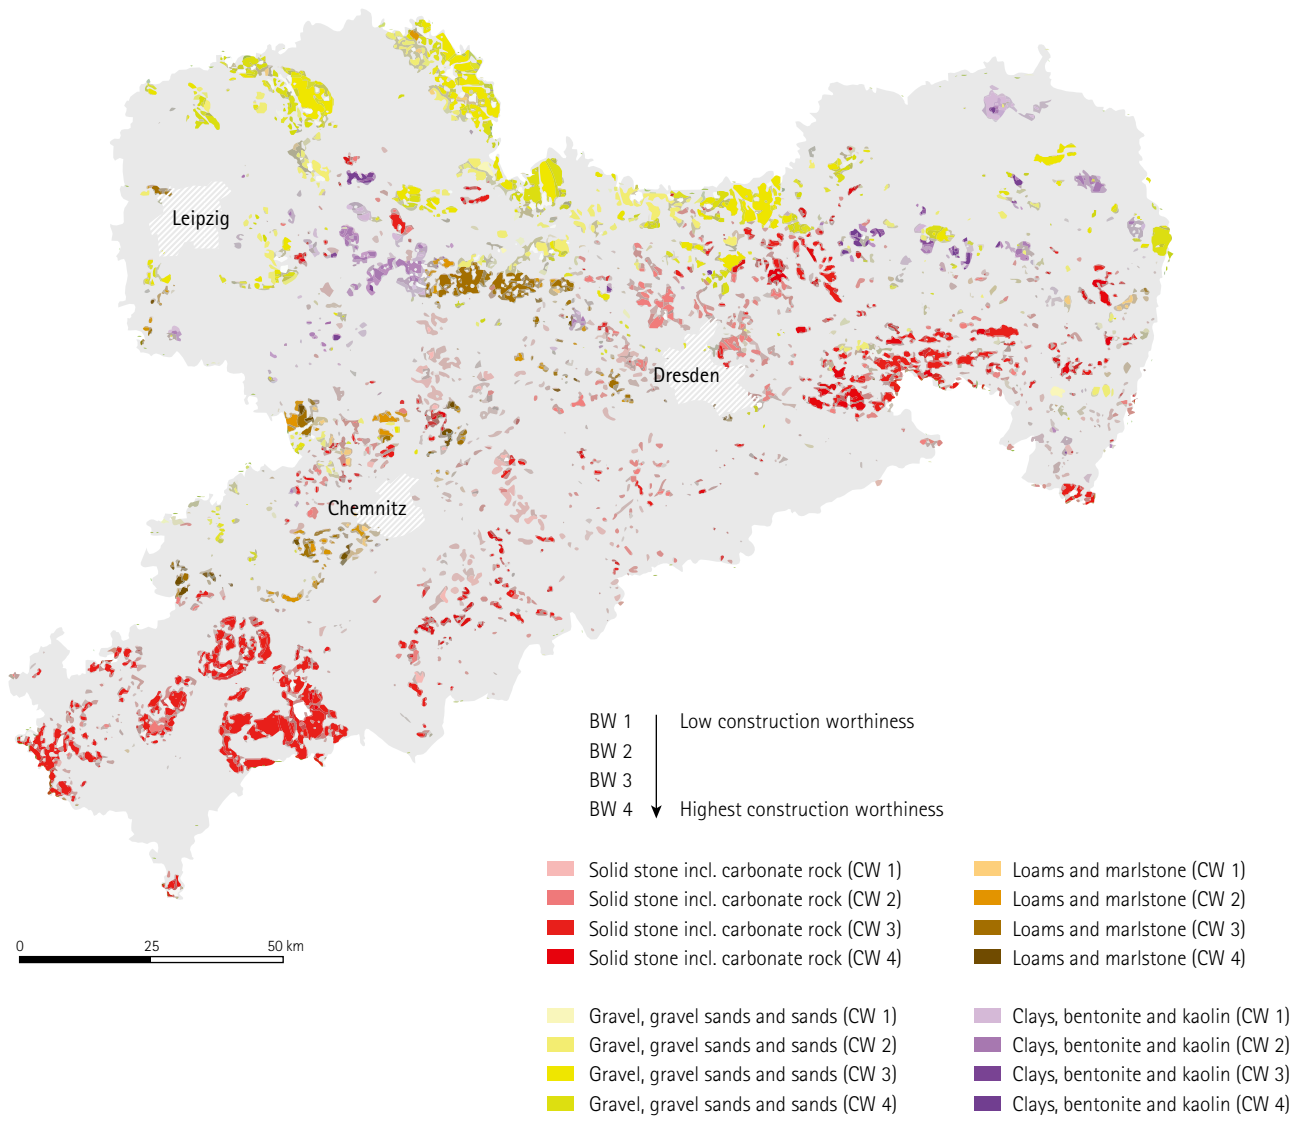 Leipzig
Dresden
Chemnitz
BW 1 Low construction worthiness
BW 2
BW 3
BW 4 Highest construction worthiness
0 25 50 km
Solid stone incl. carbonate rock (CW 1)
Solid stone incl. carbonate rock (CW 2)
Solid stone incl. carbonate rock (CW 3)
Solid stone incl. carbonate rock (CW 4)
Loams and marlstone (CW 1)
Loams and marlstone (CW 2)
Loams and marlstone (CW 3)
Loams and marlstone (CW 4)
Gravel, gravel sands and sands (CW 1)
Gravel, gravel sands and sands (CW 2)
Gravel, gravel sands and sands (CW 3)
Gravel, gravel sands and sands (CW 4)
Clays, bentonite and kaolin (CW 1)
Clays, bentonite and kaolin (CW 2)
Clays, bentonite and kaolin (CW 3)
Clays, bentonite and kaolin (CW 4)